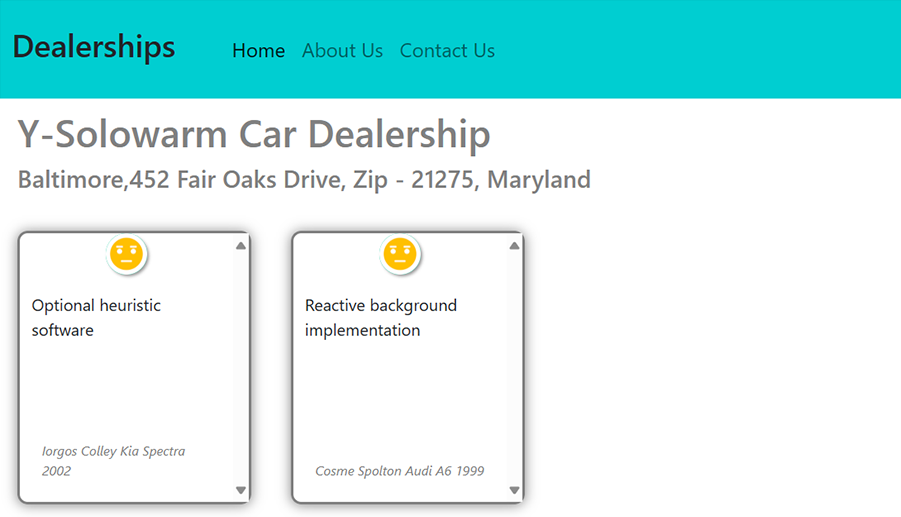 Dealerships
Home About Us Contact Us
Y-Solowarm Car Dealership
Baltimore,452 Fair Oaks Drive, Zip - 21275, Maryland
Optional heuristic
software
Iorgos Colley Kia Spectra
2002
Reactive background
implementation
Cosme Spolton Audi A6 1999